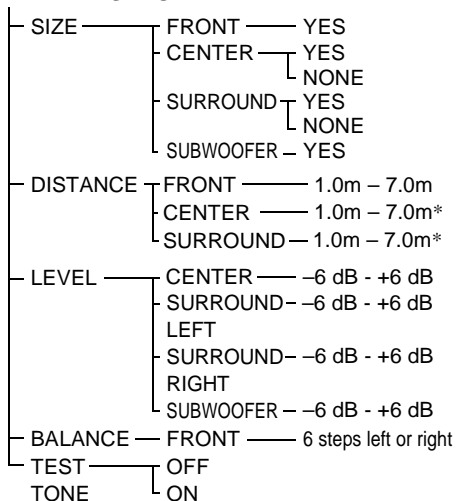 SIZE FRONT YES
CENTER YES
NONE
SURROUND YES
NONE
SUBWOOFER YES
DISTANCE FRONT 1.0m – 7.0m
CENTER 1.0m – 7.0m*
SURROUND 1.0m – 7.0m*
LEVEL CENTER –6 dB - +6 dB
SURROUND –6 dB - +6 dB
LEFT
SURROUND –6 dB - +6 dB
RIGHT
SUBWOOFER –6 dB - +6 dB
BALANCE FRONT 6 steps left or right
TEST OFF
TONE ON